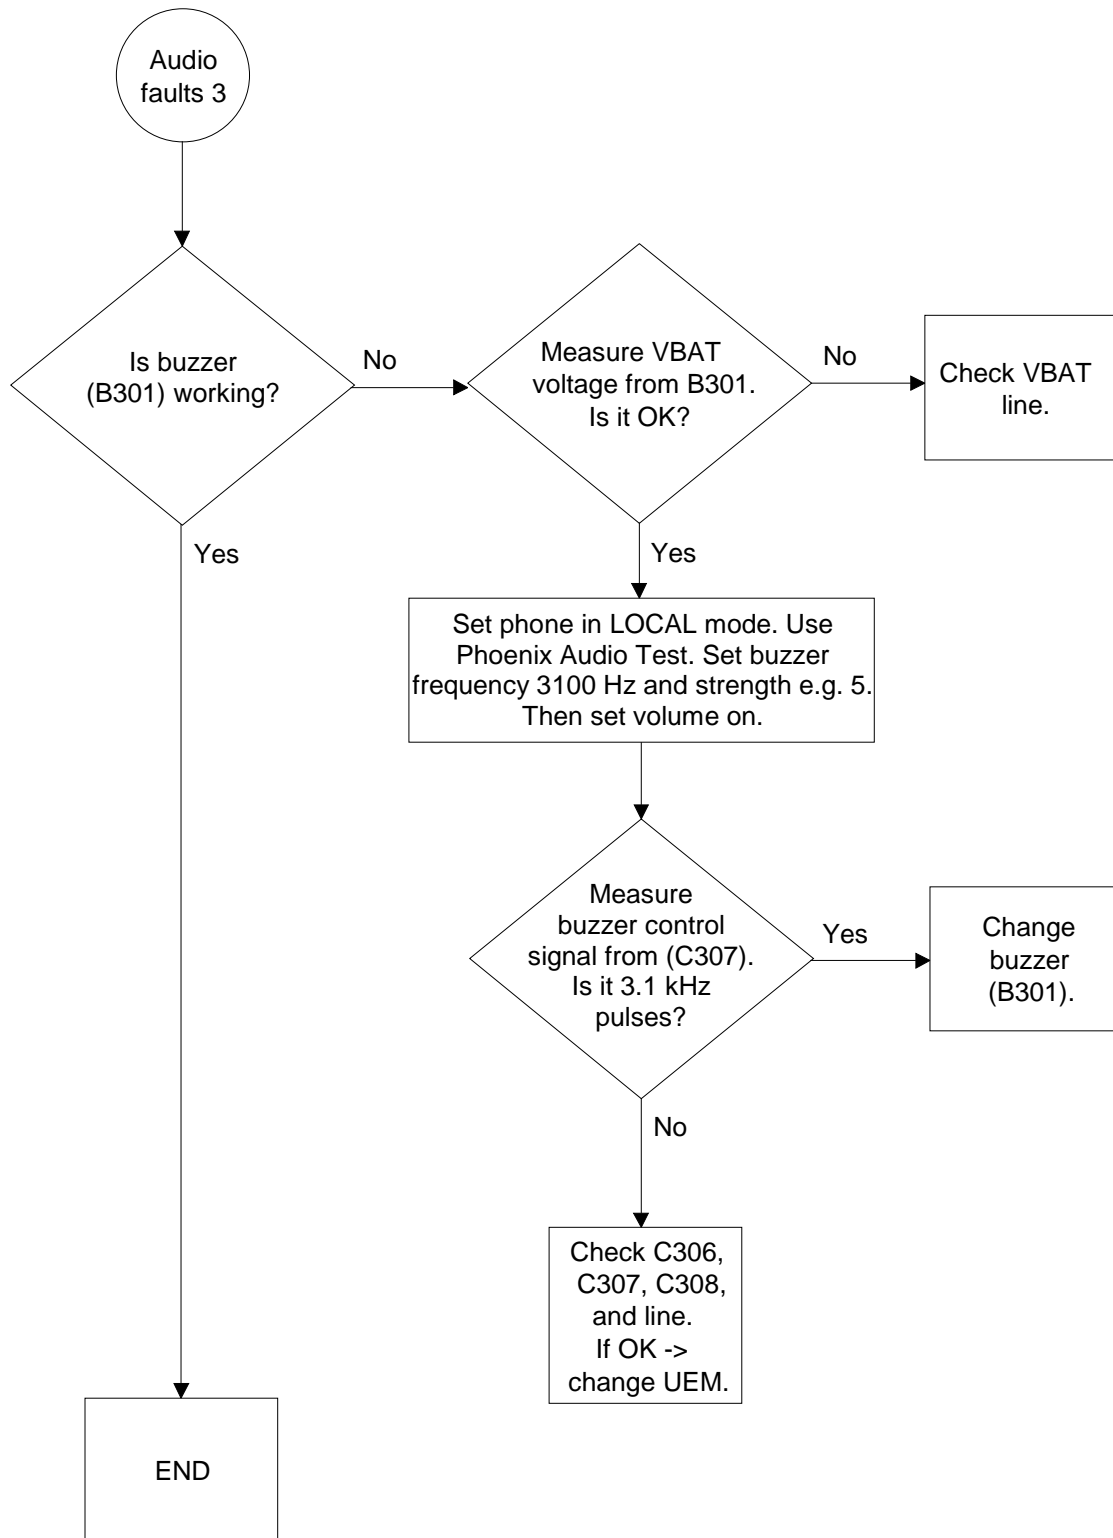 Audio
faults 3
Is buzzer
(B301) working?
No
Measure VBAT
voltage from B301.
Is it OK?
No
Check VBAT
line.
Yes
Yes
Set phone in LOCAL mode. Use
Phoenix Audio Test. Set buzzer
frequency 3100 Hz and strength e.g. 5.
Then set volume on.
Measure
buzzer control
signal from (C307).
Is it 3.1 kHz
pulses?
Yes
Change
buzzer
(B301).
No
Check C306,
C307, C308,
and line.
If OK ->
change UEM.
END